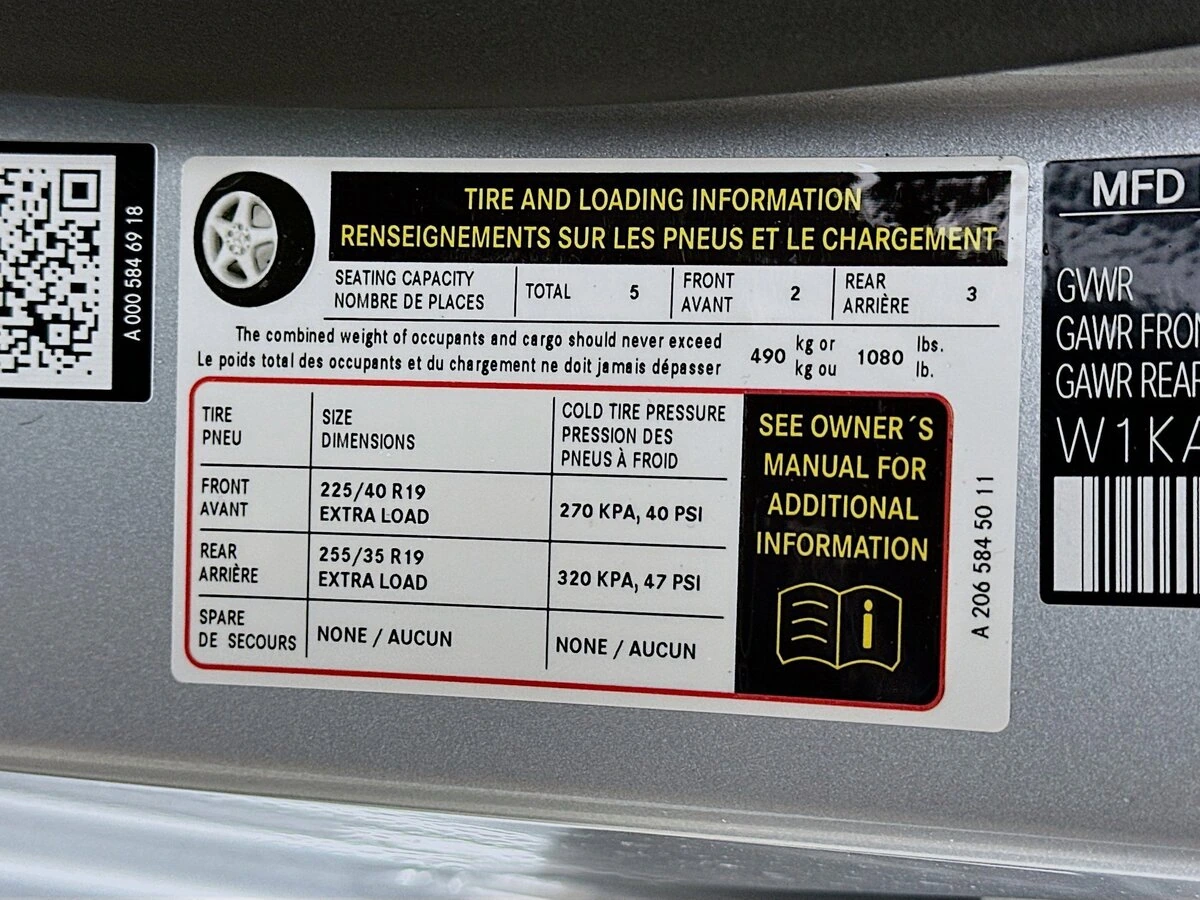 A 000 584 69 18
TIRE AND LOADING INFORMATION
RENSEIGNEMENTS SUR LES PNEUS ET LE CHARGEMENT
SEATING CAPACITY
NOMBRE DE PLACES
TOTAL 5
FRONT
AVANT
2
REAR
ARRIÈRE
3
The combined weight of occupants and cargo should never exceed
Le poids total des occupants et du chargement ne doit jamais dépasser
490 kg or
kg ou
1080 lbs.
lb.
TIRE
PNEU
SIZE
DIMENSIONS
COLD TIRE PRESSURE
PRESSION DES
PNEUS À FROID
FRONT
AVANT
225/40 R19
EXTRA LOAD
270 KPA, 40 PSI
REAR
ARRIÈRE
255/35 R19
EXTRA LOAD
320 KPA, 47 PSI
SPARE
DE SECOURS
NONE / AUCUN
NONE / AUCUN
SEE OWNER´S
MANUAL FOR
ADDITIONAL
INFORMATION
i
A 206 584 50 11
MFD
GVWR
GAWR FRON
GAWR REAR
W1KA